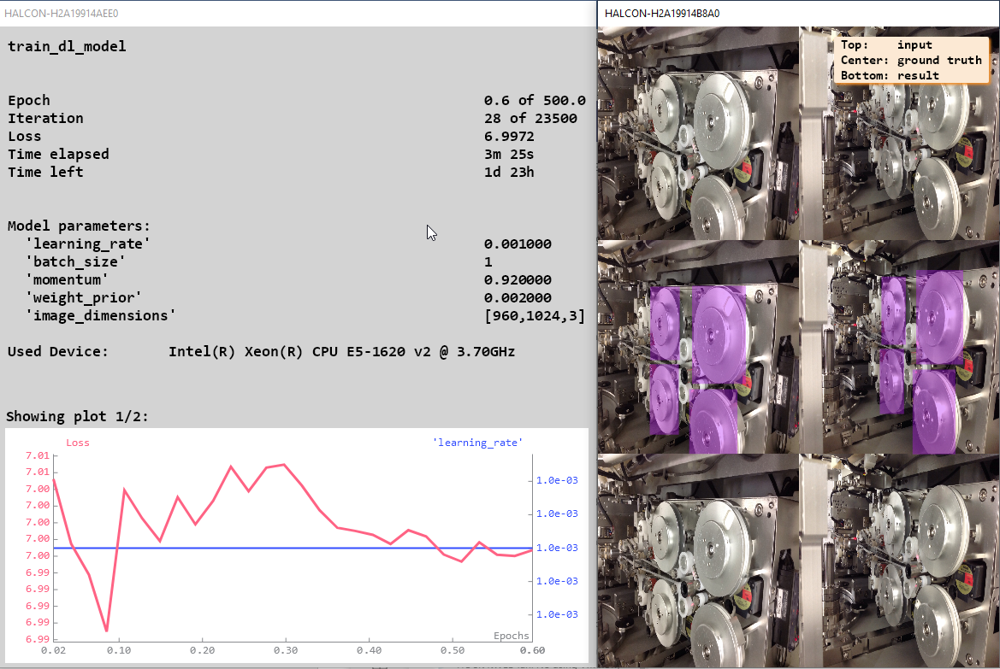 HALCON-H2A19914AEE0
train_dl_model
Epoch 0.6 of 500.0
Iteration 28 of 23500
Loss 6.9972
Time elapsed 3m 25s
Time left 1d 23h
Model parameters:
'learning_rate' 0.001000
'batch_size' 1
'momentum' 0.920000
'weight_prior' 0.002000
'image_dimensions' [960,1024,3]
Used Device: Intel(R) Xeon(R) CPU E5-1620 v2 @ 3.70GHz
Showing plot 1/2:
Loss 'learning_rate'
7.01
7.01
7.00
7.00
7.00
7.00
7.00
6.99
6.99
6.99
6.99
6.99
1.0e-03
1.0e-03
1.0e-03
1.0e-03
1.0e-03
Epochs
0.02 0.10 0.20 0.30 0.40 0.50 0.60
HALCON-H2A19914B8A0
Top: input
Center: ground truth
Bottom: result